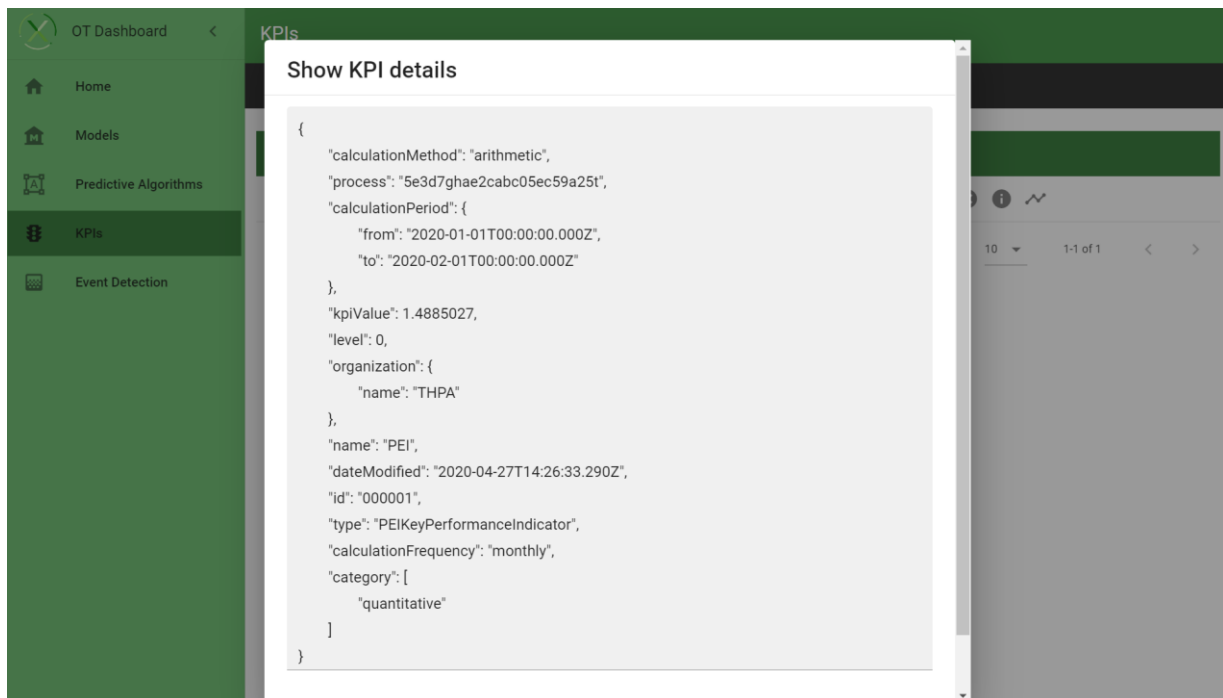 OT Dashboard
KPIs
Home
Models
Predictive Algorithms
KPIs
Event Detection
Show KPI details
{
"calculationMethod": "arithmetic",
"process": "5e3d7ghae2cabc05ec59a25t",
"calculationPeriod": {
"from": "2020-01-01T00:00:00.000Z",
"to": "2020-02-01T00:00:00.000Z"
},
"kpiValue": 1.4885027,
"level": 0,
"organization": {
"name": "THPA"
},
"name": "PEI",
"dateModified": "2020-04-27T14:26:33.290Z",
"id": "000001",
"type": "PEIKeyPerformanceIndicator",
"calculationFrequency": "monthly",
"category": [
"quantitative"
]
}
10
1-1 of 1